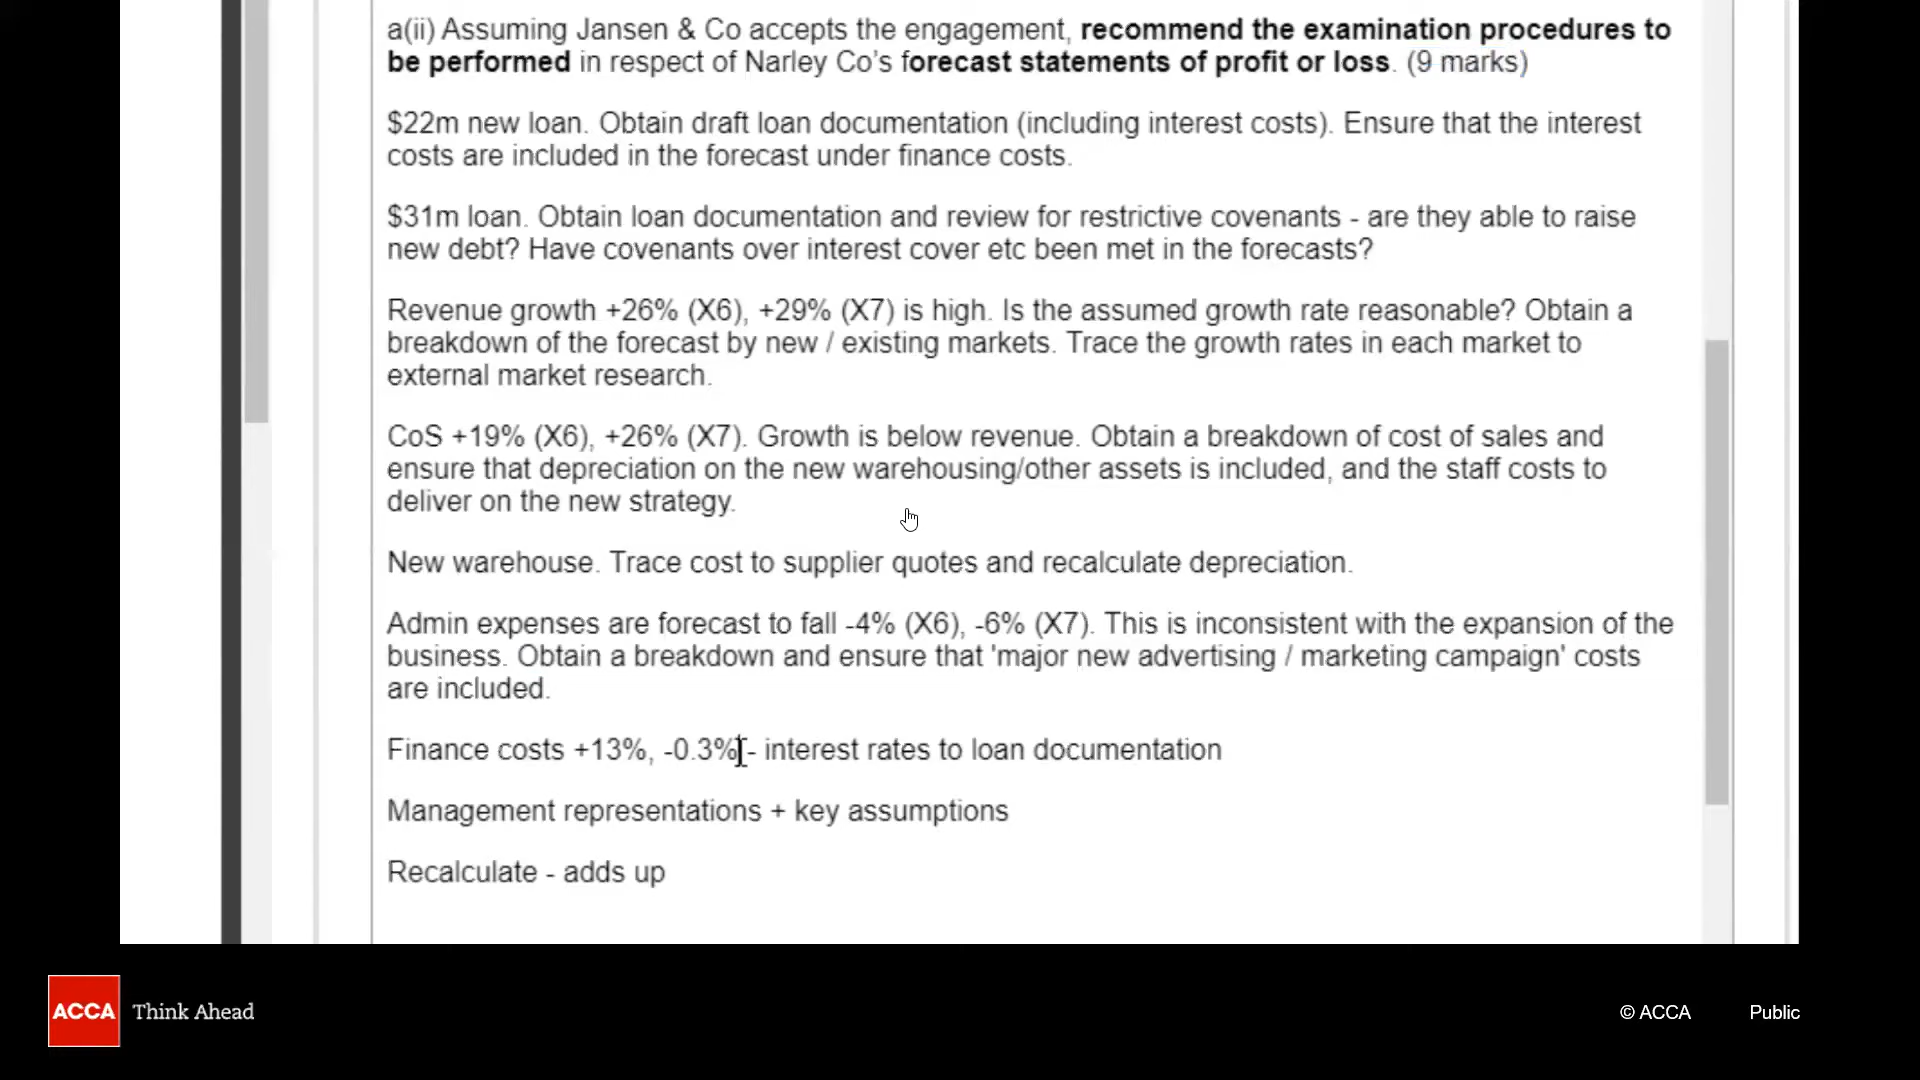 a(ii) Assuming Jansen & Co accepts the engagement, recommend the examination procedures to
be performed in respect of Narley Co's forecast statements of profit or loss. (9 marks)
$22m new loan. Obtain draft loan documentation (including interest costs). Ensure that the interest
costs are included in the forecast under finance costs.
$31m loan. Obtain loan documentation and review for restrictive covenants - are they able to raise
new debt? Have covenants over interest cover etc been met in the forecasts?
Revenue growth +26% (X6), +29% (X7) is high. Is the assumed growth rate reasonable? Obtain a
breakdown of the forecast by new / existing markets. Trace the growth rates in each market to
external market research.
CoS +19% (X6), +26% (X7). Growth is below revenue. Obtain a breakdown of cost of sales and
ensure that depreciation on the new warehousing/other assets is included, and the staff costs to
deliver on the new strategy.
New warehouse. Trace cost to supplier quotes and recalculate depreciation.
Admin expenses are forecast to fall -4% (X6), -6% (X7). This is inconsistent with the expansion of the
business. Obtain a breakdown and ensure that 'major new advertising / marketing campaign' costs
are included.
Finance costs +13%, -0.3% - interest rates to loan documentation
Management representations + key assumptions
Recalculate - adds up
ACCA Think Ahead
© ACCA Public